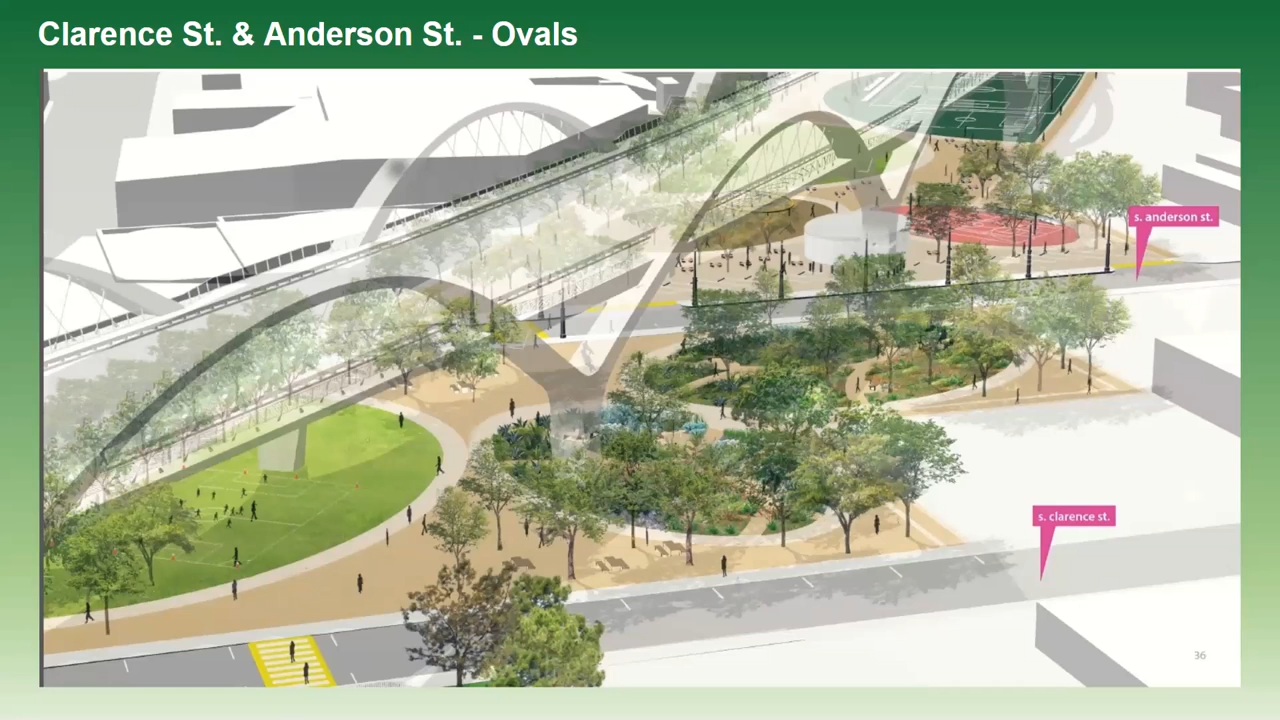 Clarence St. & Anderson St. - Ovals
s. anderson st.
s. clarence st.
36